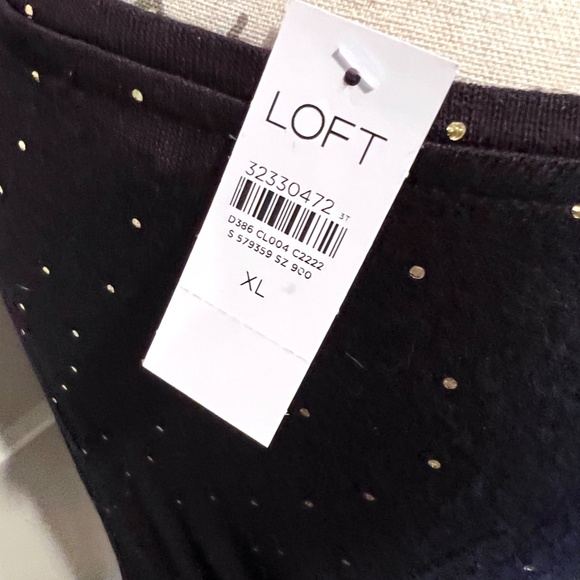 LOFT
32330472 3T
D386 CL004 C2222
S 579359 SZ 900
XL